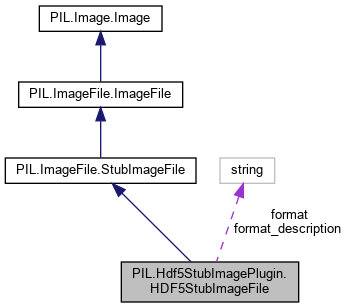 PIL.Image.Image
PIL.ImageFile.ImageFile
PIL.ImageFile.StubImageFile
string
format
format_description
PIL.Hdf5StubImagePlugin.
HDF5StubImageFile